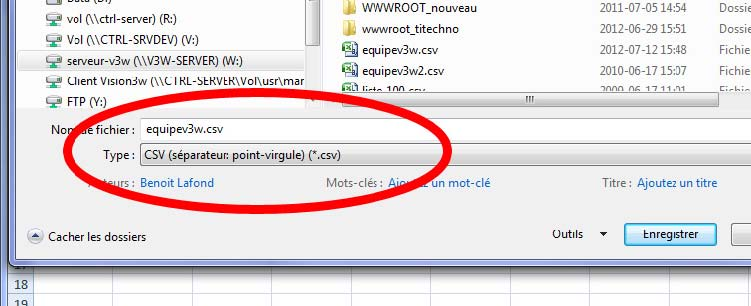 vol (\\ctrl-server) (R:)
Vol (\\CTRL-SRVDEV) (V:)
serveur-v3w (\\V3W-SERVER) (W:)
Client Vision3W (\\CTRL-SERVER\Vol\usr\mar
FTP (Y:)
WWWROOT_nouveau 2011-07-05 14:54 Dossie
wwwroot_titechno 2012-06-12 15:51 Dossie
equipev3w.csv 2012-07-12 15:48 Fichie
equipev3w2.csv 2010-06-17 15:07 Fichie
liste 100.csv 2009-06-17 11:01 Fichie
Nom de fichier : equipev3w.csv
Type : CSV (séparateur: point-virgule) (*.csv)
Auteurs : Benoit Lafond Mots-clés : Ajoutez un mot-clé Titre : Ajoutez un titre
Cacher les dossiers Outils Enregistrer
17
18
19